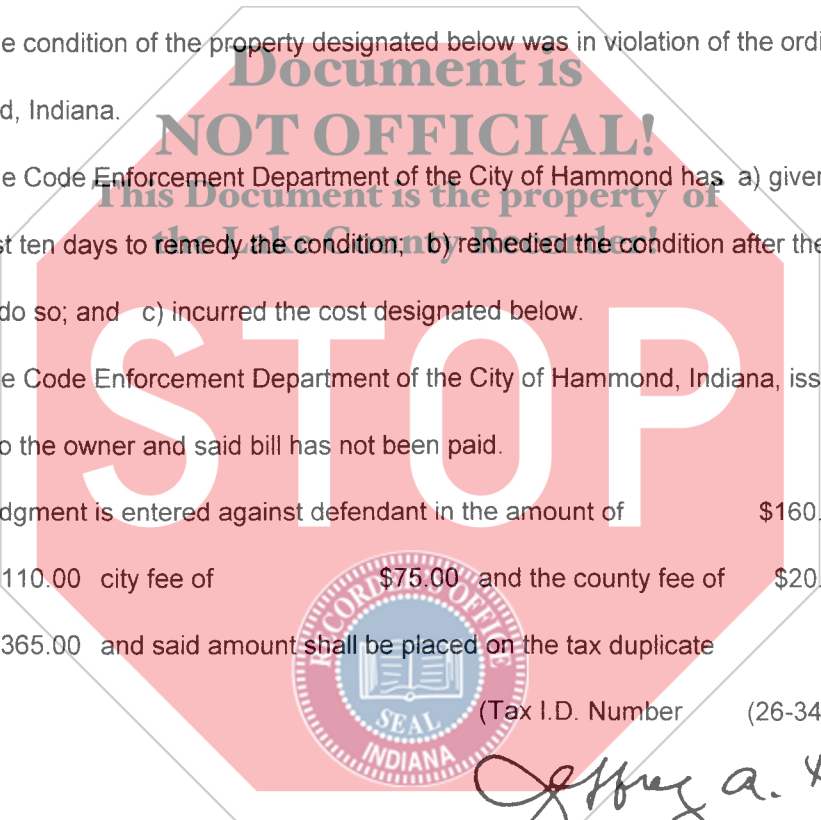 e condition of the property designated below was in violation of the ordi
Document is
d, Indiana.
NOT OFFICIAL!
e Code Enforcement Department of the City of Hammond has a) given
This Document is the property of
st ten days to remedy the condition; b) remedied the condition after the
the Lake County Recorder!
do so; and c) incurred the cost designated below.
STOP
e Code Enforcement Department of the City of Hammond, Indiana, iss
o the owner and said bill has not been paid.
dgment is entered against defendant in the amount of $160.
110.00 city fee of $75.00 and the county fee of $20.
365.00 and said amount shall be placed on the tax duplicate
RECORDER'S OFFICE
SEAL
INDIANA
(Tax I.D. Number (26-34
Jeffrey A.